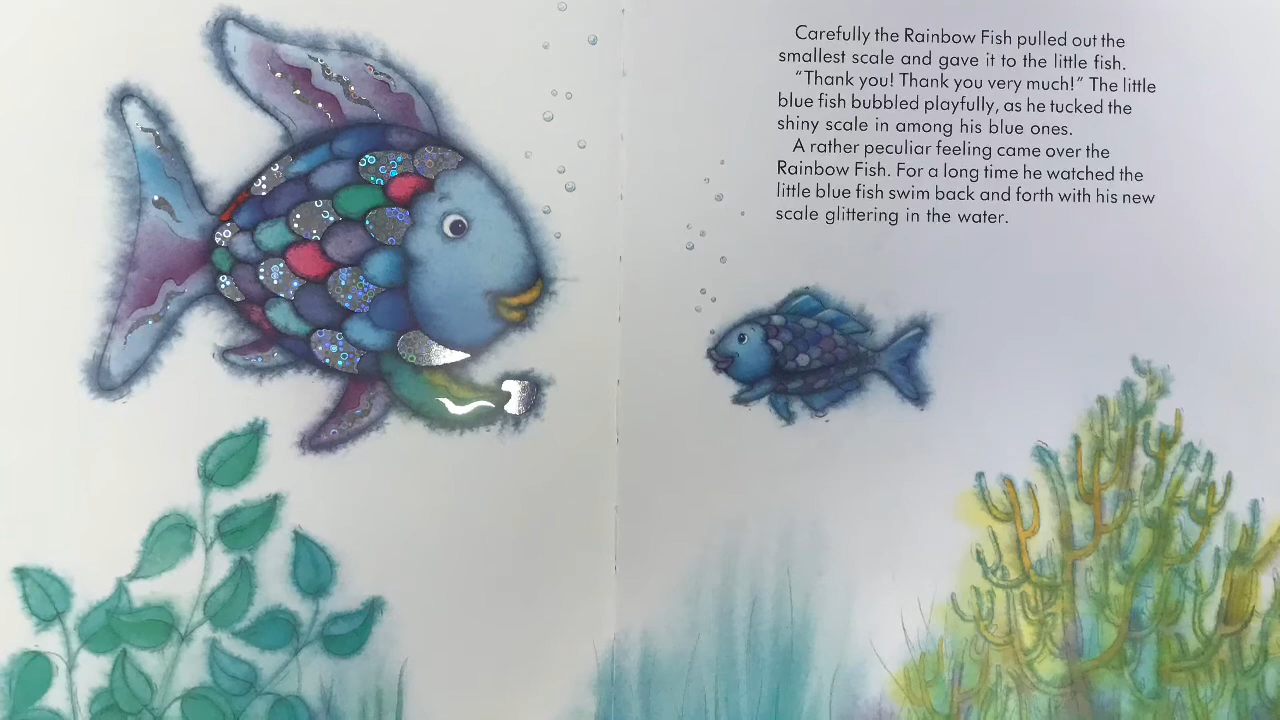 Carefully the Rainbow Fish pulled out the
smallest scale and gave it to the little fish.
“Thank you! Thank you very much!” The little
blue fish bubbled playfully, as he tucked the
shiny scale in among his blue ones.
A rather peculiar feeling came over the
Rainbow Fish. For a long time he watched the
little blue fish swim back and forth with his new
scale glittering in the water.